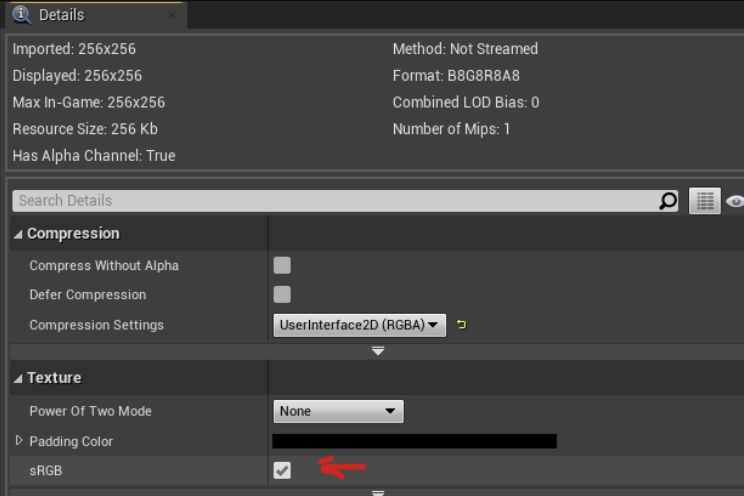 Details
Imported: 256x256
Method: Not Streamed
Displayed: 256x256
Format: B8G8R8A8
Max In-Game: 256x256
Combined LOD Bias: 0
Resource Size: 256 Kb
Number of Mips: 1
Has Alpha Channel: True
Search Details
Compression
Compress Without Alpha
Defer Compression
Compression Settings
UserInterface2D (RGBA)
Texture
Power Of Two Mode
None
Padding Color
sRGB